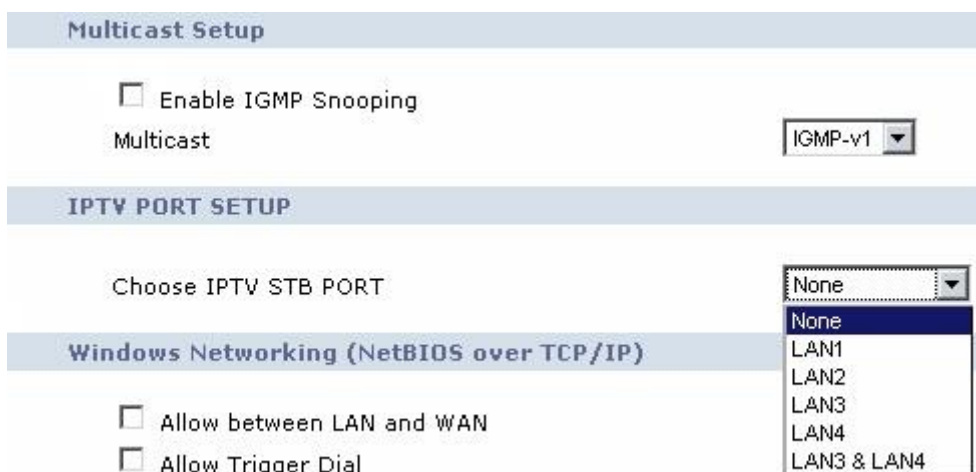 Multicast Setup
Enable IGMP Snooping
Multicast
IGMP-v1
IPTV PORT SETUP
Choose IPTV STB PORT
None
None
LAN1
LAN2
LAN3
LAN4
LAN3 & LAN4
Windows Networking (NetBIOS over TCP/IP)
Allow between LAN and WAN
Allow Trigger Dial